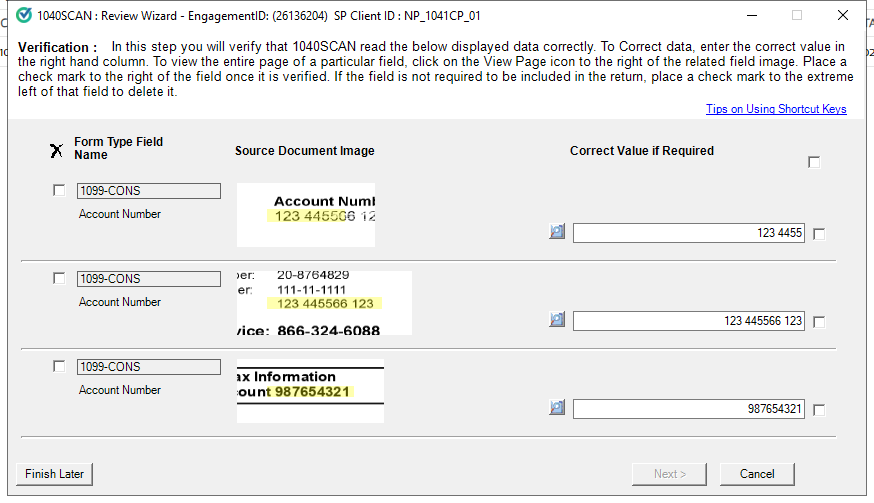 1040SCAN : Review Wizard - EngagementID: (26136204)  SP Client ID : NP_1041CP_01
Verification :   In this step you will verify that 1040SCAN read the below displayed data correctly. To Correct data, enter the correct value in
the right hand column. To view the entire page of a particular field, click on the View Page icon to the right of the related field image. Place a
check mark to the right of the field once it is verified. If the field is not required to be included in the return, place a check mark to the extreme
left of that field to delete it.
Tips on Using Shortcut Keys
X Form Type Field
Name
Source Document Image
Correct Value if Required
1099-CONS
Account Number
Account Numl
123 445566 12
123 4455
1099-CONS
Account Number
er: 20-8764829
er: 111-11-1111
123 445566 123
vice: 866-324-6088
123 445566 123
1099-CONS
Account Number
ax Information
ount 987654321
987654321
Finish Later
Next >
Cancel